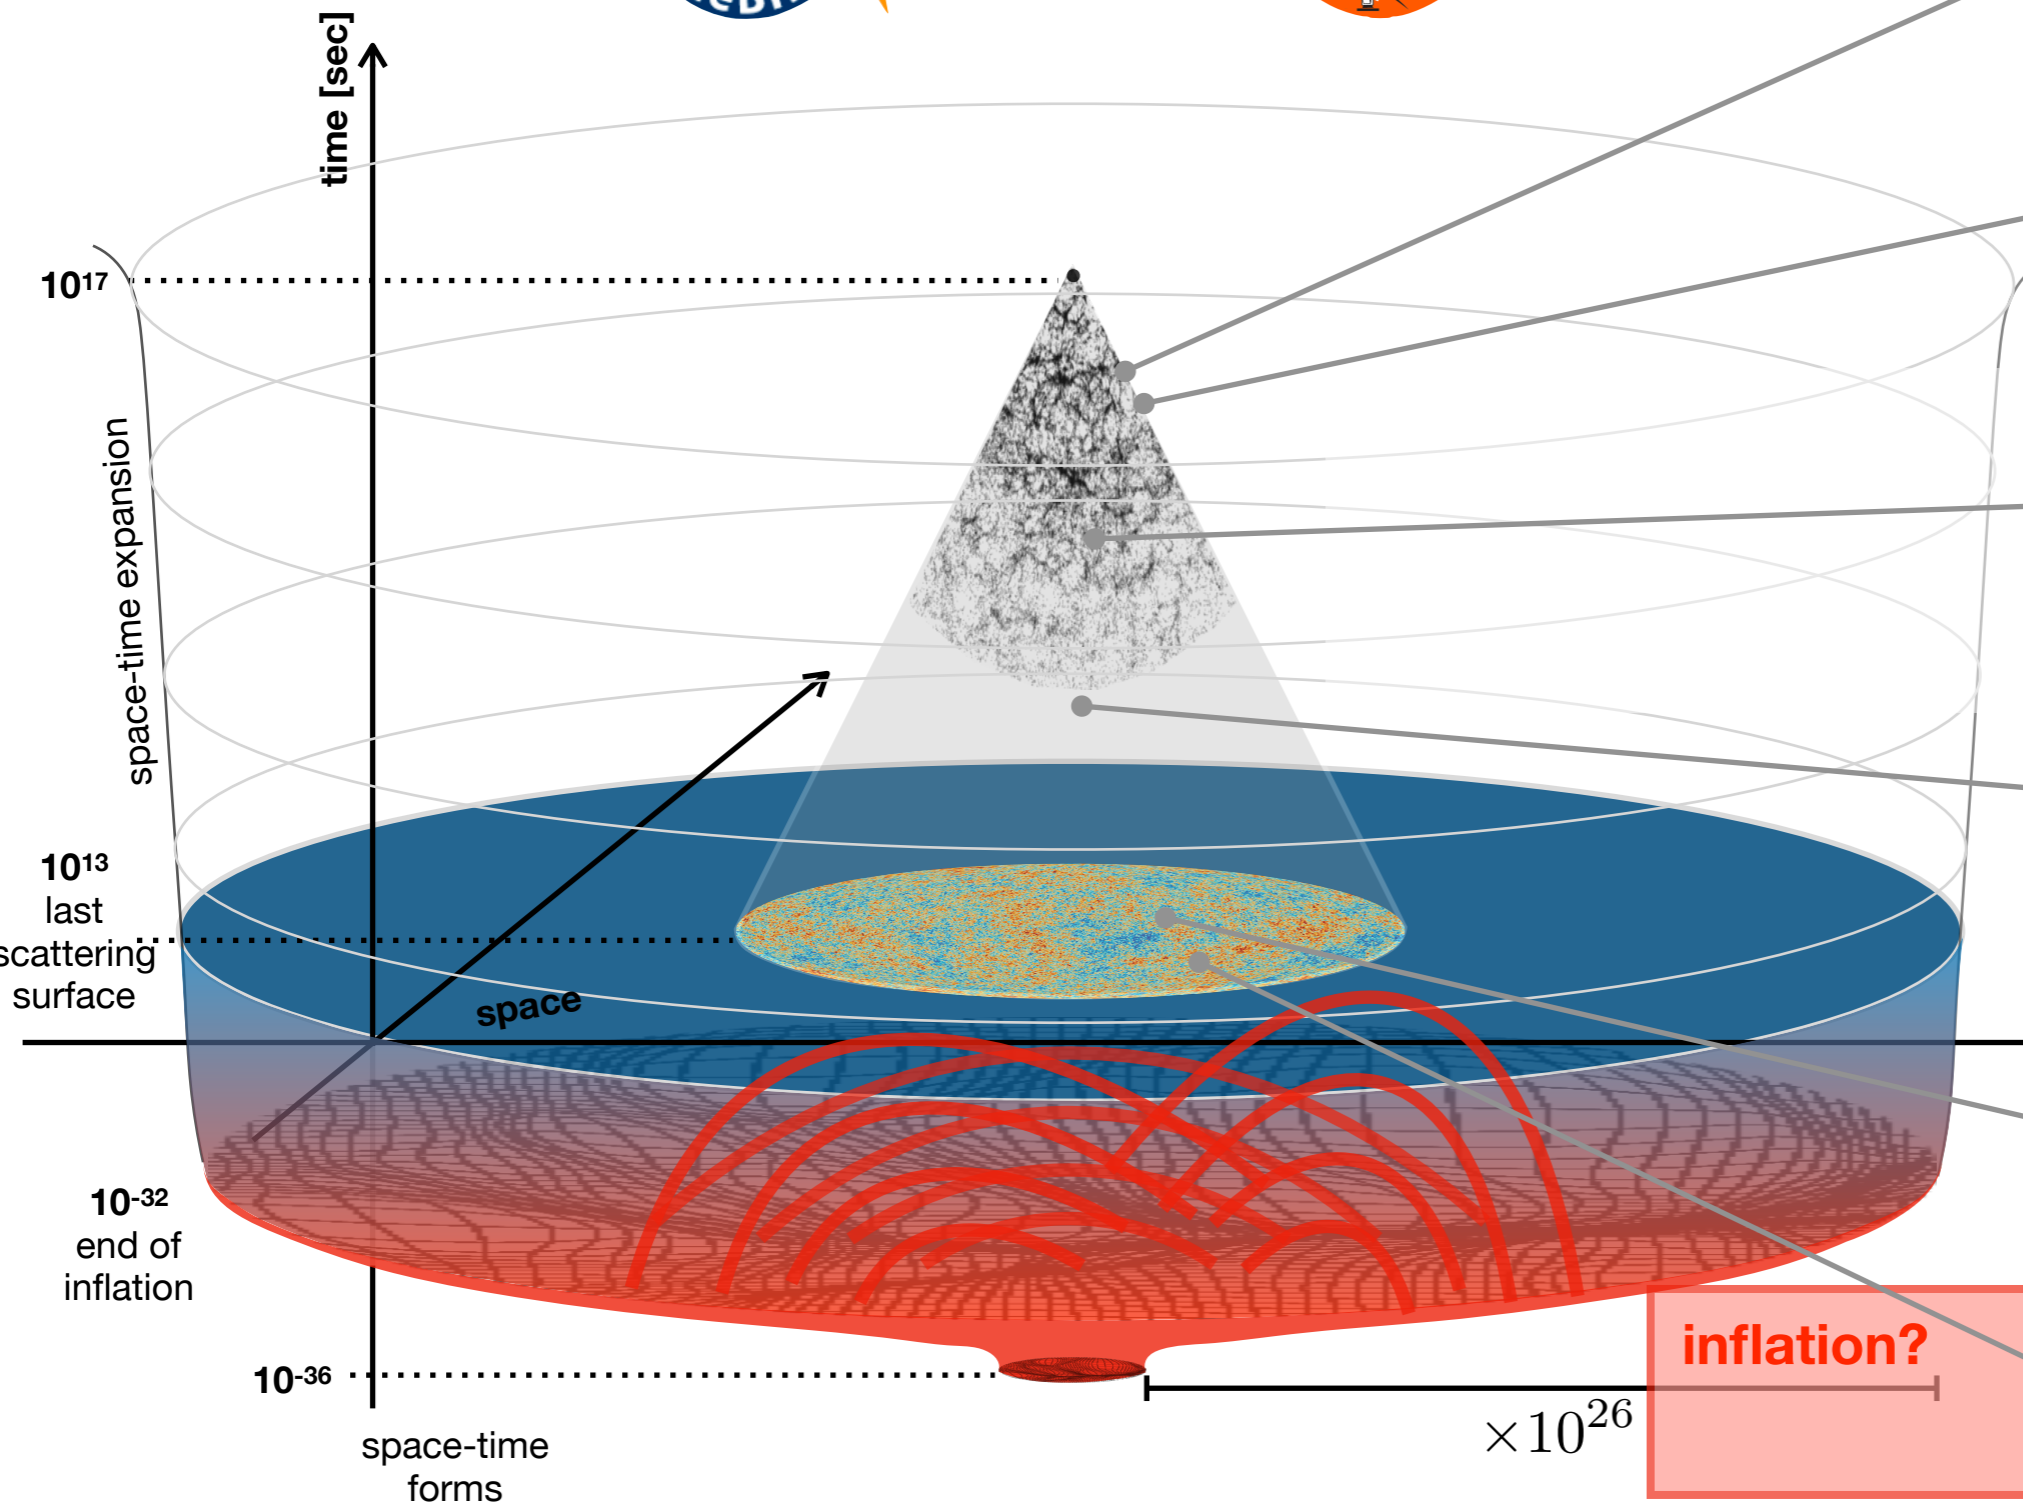 time [sec]
10¹⁷
space-time expansion
10¹³
last
scattering
surface
space
10⁻³²
end of
inflation
inflation?
10⁻³⁶
×10²⁶
space-time
forms